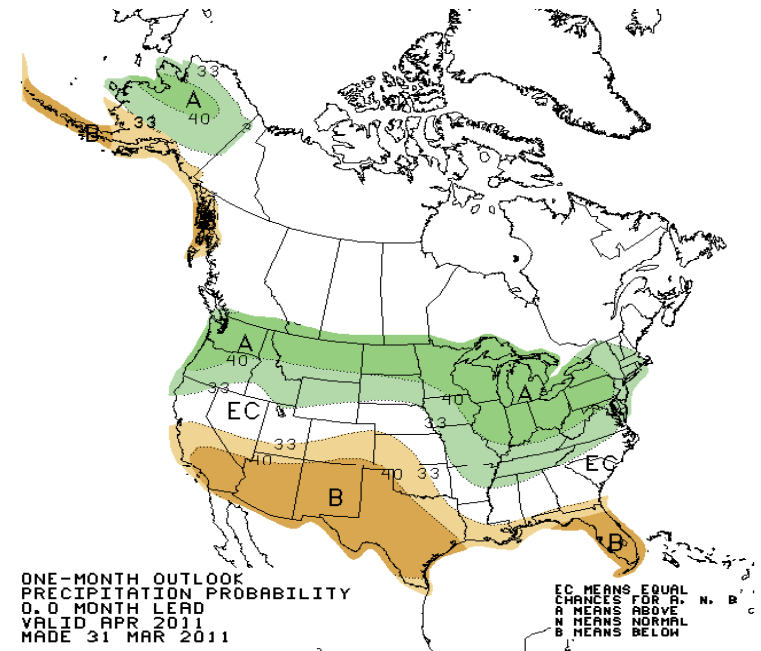 33
A
40
33
B
A
40
33
EC
A
40
33
33
40
40
33
B
EC
B
ONE-MONTH OUTLOOK
PRECIPITATION PROBABILITY
0.0 MONTH LEAD
VALID APR 2011
MADE 31 MAR 2011
EC MEANS EQUAL
CHANCES FOR A, N, B
A MEANS ABOVE
N MEANS NORMAL
B MEANS BELOW